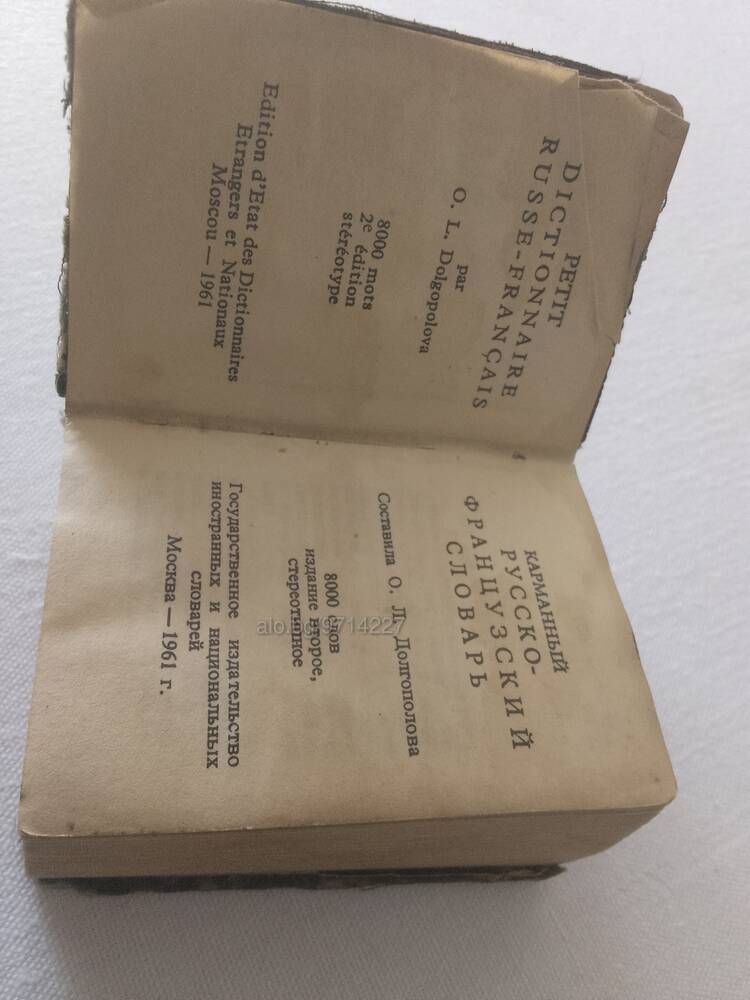 PETIT
DICTIONNAIRE
RUSSE-FRANÇAIS
par
O. L. Dolgopolova
8000 mots
2e édition
stéréotype
Edition d'Etat des Dictionnaires
Etrangers et Nationaux
Moscou — 1961
КАРМАННЫЙ
РУССКО-
ФРАНЦУЗСКИЙ
СЛОВАРЬ
Составила О. Л. Долгополова
8000 слов
издание второе,
стереотипное
Государственное издательство
иностранных и национальных
словарей
Москва — 1961 г.